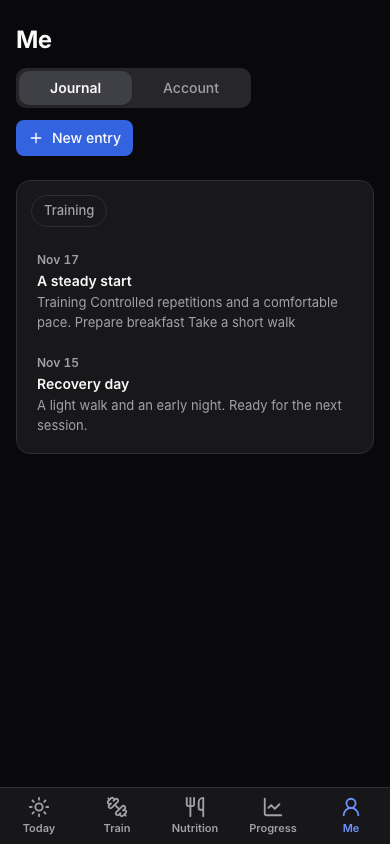 Me
Journal
Account
New entry
Training
Nov 17
A steady start
Training Controlled repetitions and a comfortable
pace. Prepare breakfast Take a short walk
Nov 15
Recovery day
A light walk and an early night. Ready for the next
session.
Today
Train
Nutrition
Progress
Me